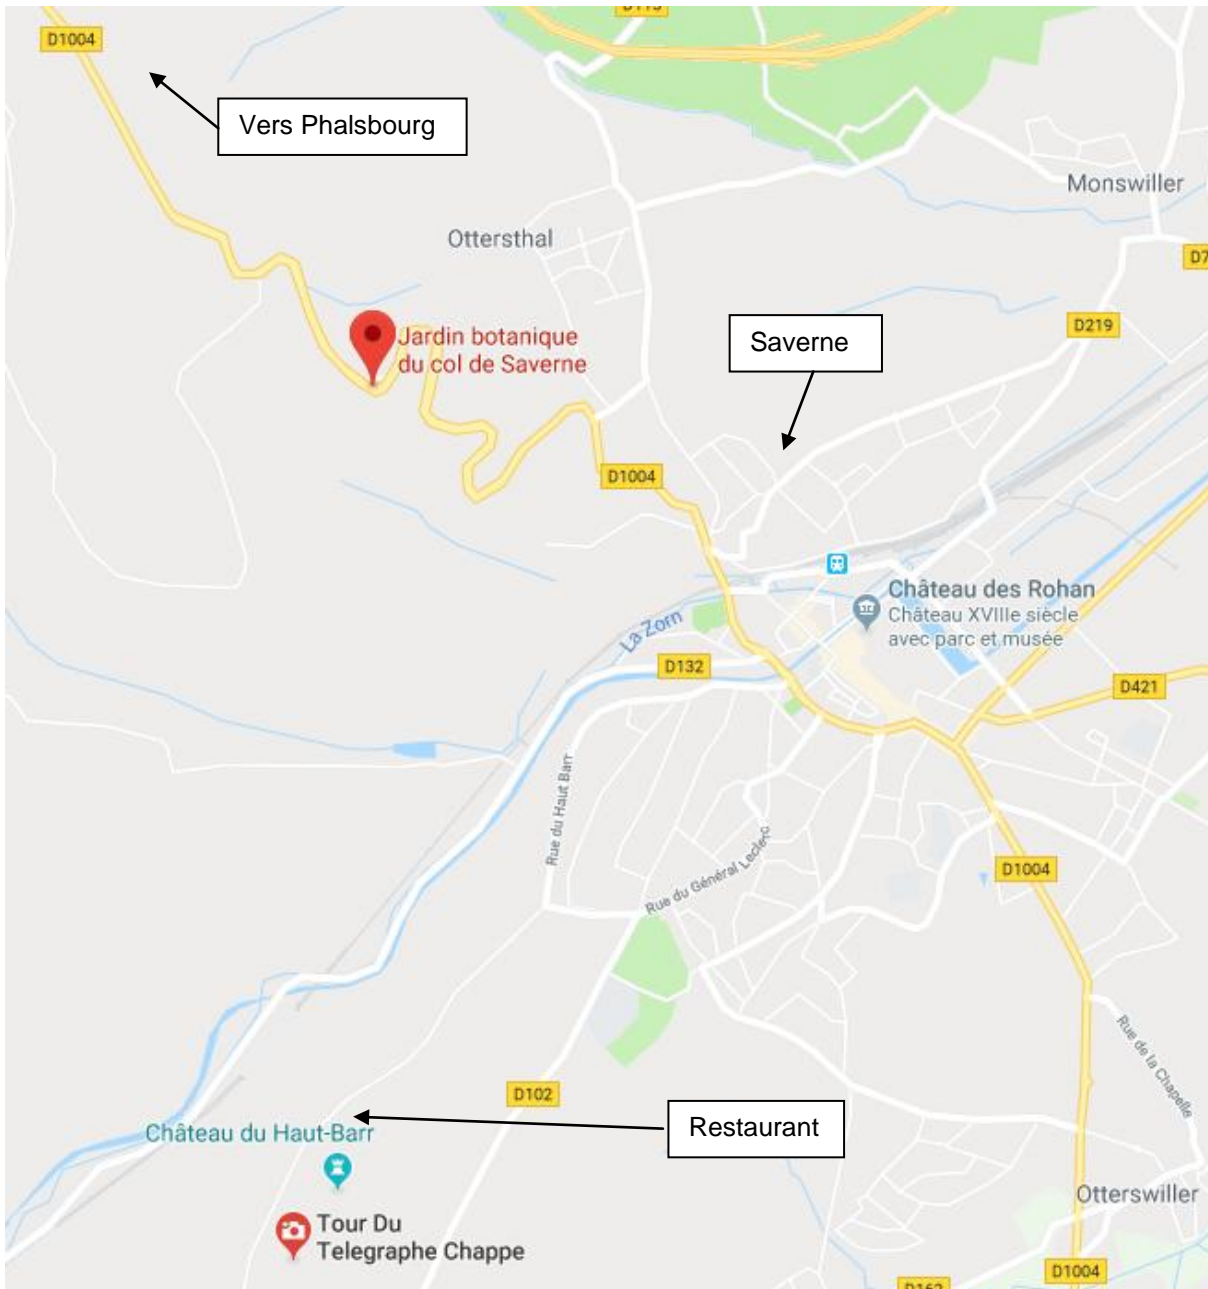 D1004
Vers Phalsbourg
Monswiller
Ottersthal
D219
Saverne
Jardin botanique
du col de Saverne
D1004
Château des Rohan
Château XVIIIe siècle
avec parc et musée
La Zorn
D132
D421
Rue du Haut Barr
Rue du Général Leclerc
D1004
Rue de la Chapelle
D102
Restaurant
Château du Haut-Barr
Otterswiller
Tour Du
Telegraphe Chappe
D1004